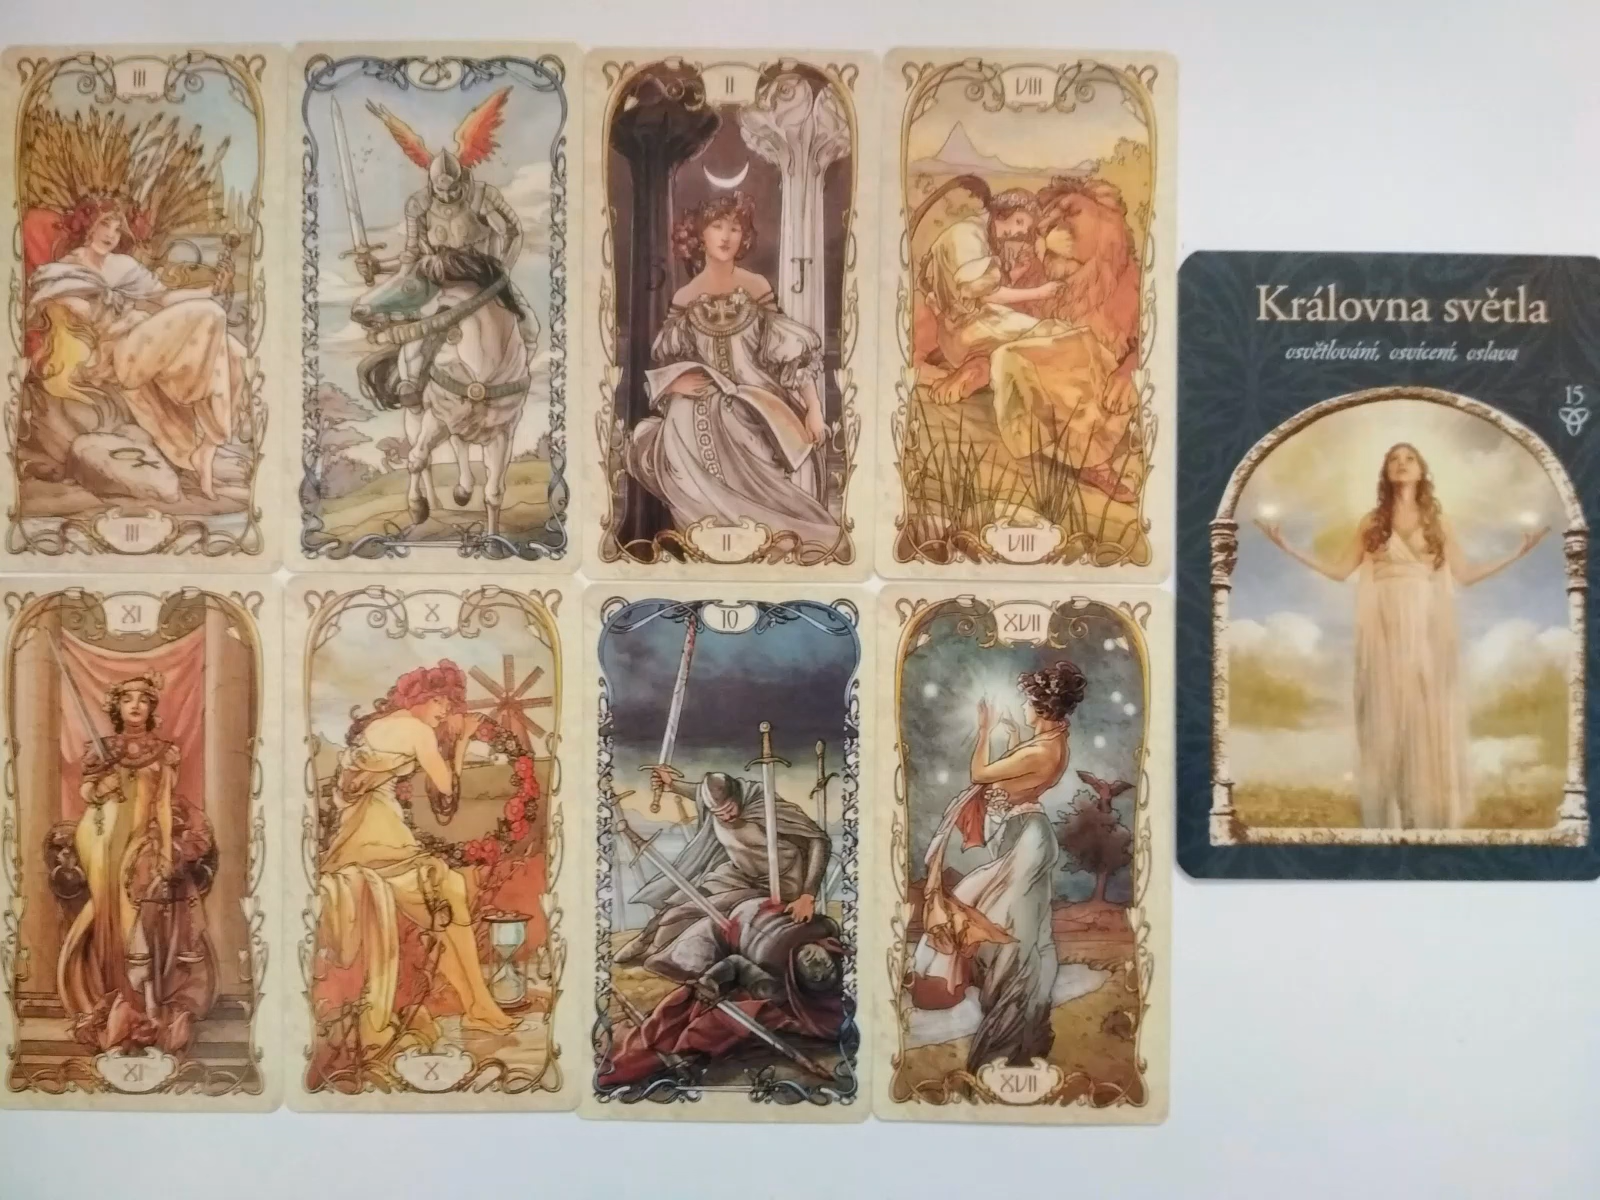 III
II
VIII
B
J
III
II
VIII
XI
X
10
XVII
XI
X
XVII
Královna světla
osvětlování, osvícení, oslava
15